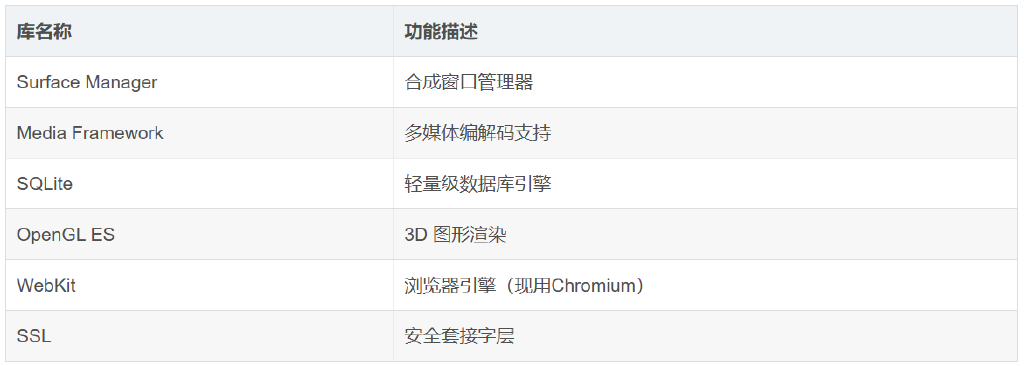 库名称 功能描述
Surface Manager 合成窗口管理器
Media Framework 多媒体编解码支持
SQLite 轻量级数据库引擎
OpenGL ES 3D 图形渲染
WebKit 浏览器引擎（现用Chromium）
SSL 安全套接字层